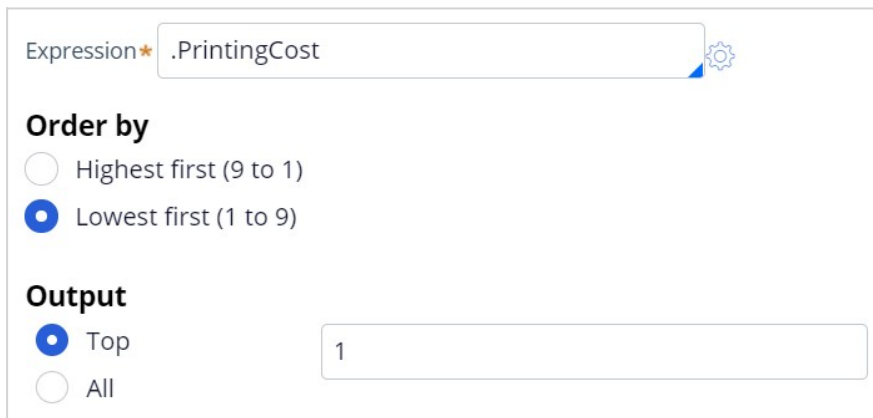 Expression* .PrintingCost
Order by
Highest first (9 to 1)
Lowest first (1 to 9)
Output
Top 1
All